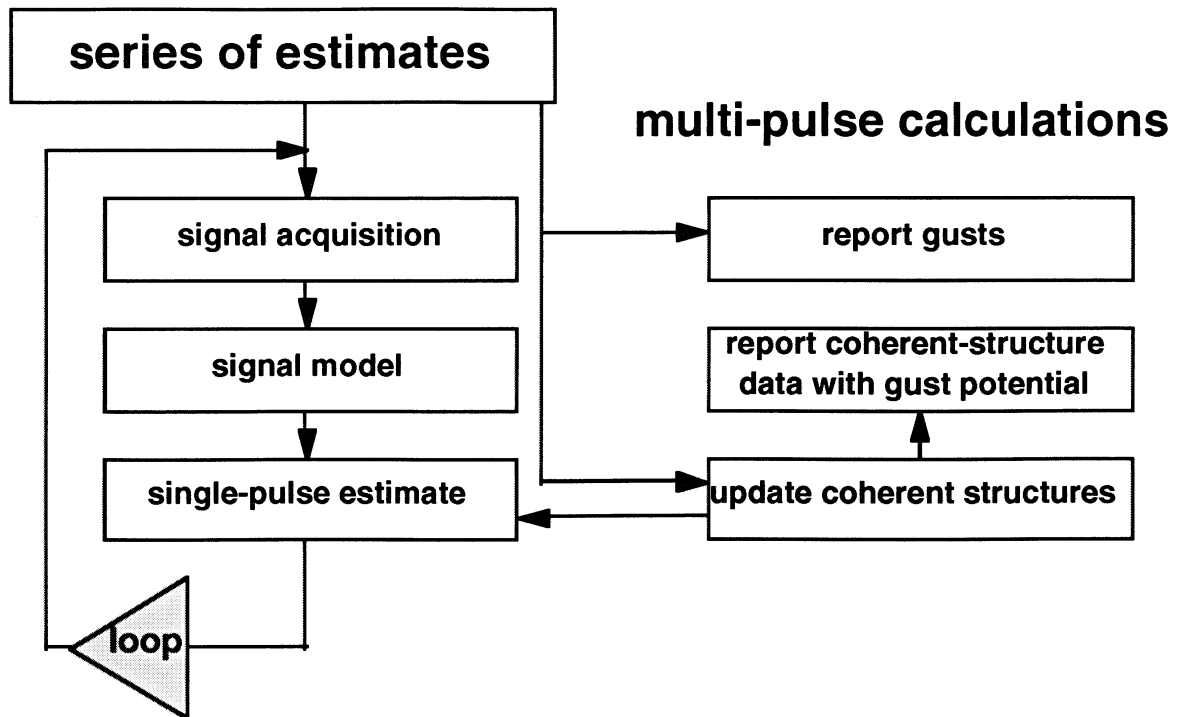 series of estimates
multi-pulse calculations
signal acquisition
report gusts
signal model
report coherent-structure
data with gust potential
single-pulse estimate
update coherent structures
loop